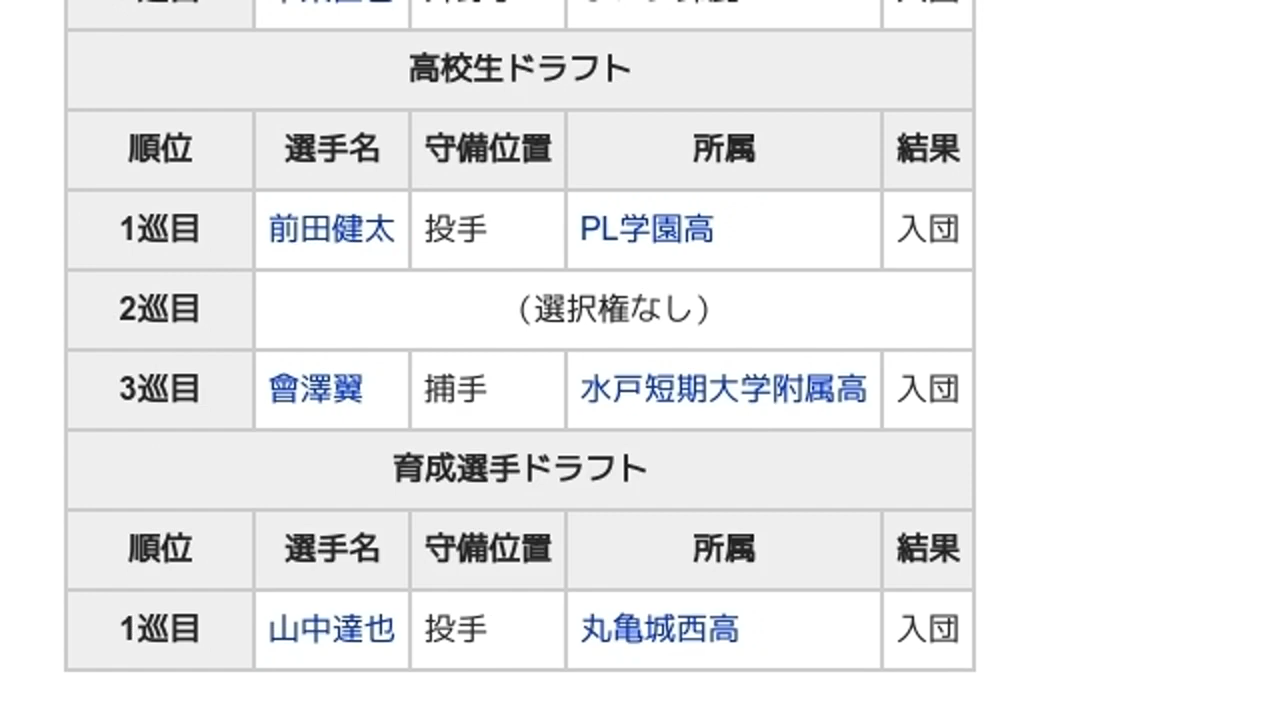 高校生ドラフト
順位 選手名 守備位置 所属 結果
1巡目 前田健太 投手 PL学園高 入団
2巡目 (選択権なし)
3巡目 會澤翼 捕手 水戸短期大学附属高 入団
育成選手ドラフト
順位 選手名 守備位置 所属 結果
1巡目 山中達也 投手 丸亀城西高 入団